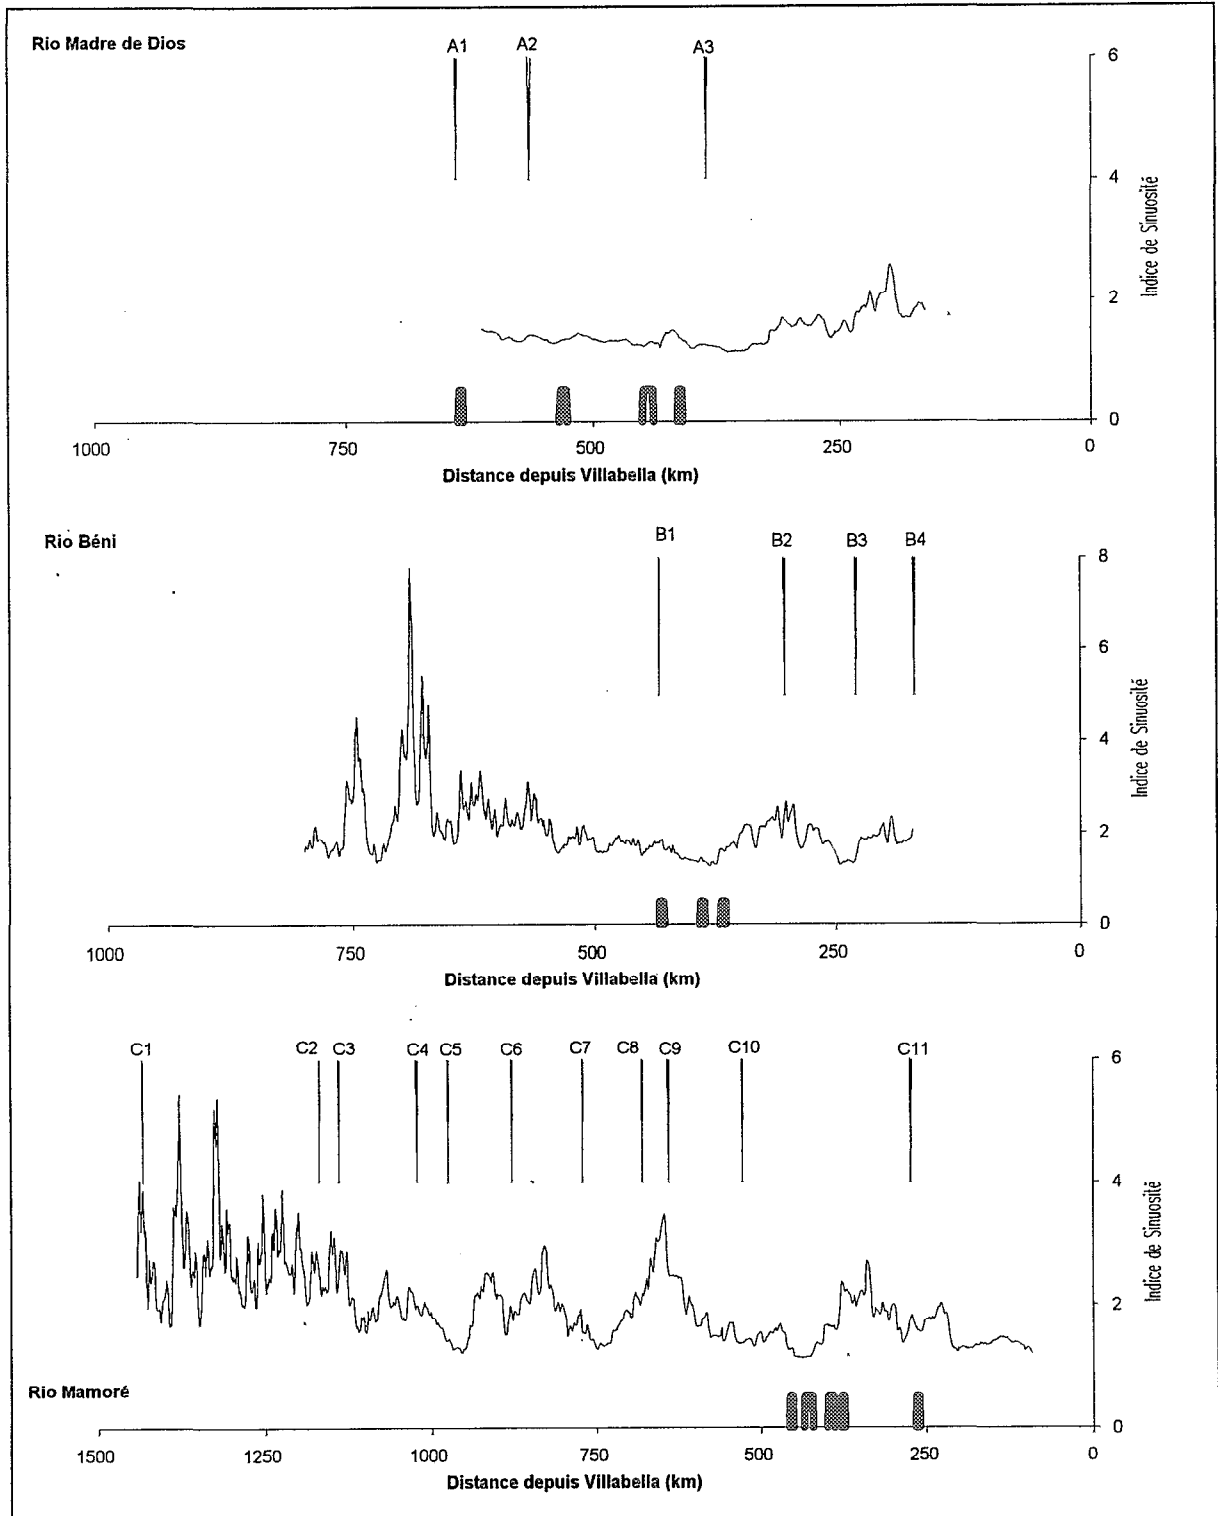 Rio Madre de Dios
A1 A2 A3
6
4
2
0
Indice de Sinuosité
1000 750 500 250 0
Distance depuis Villabella (km)
Rio Béni
B1 B2 B3 B4
8
6
4
2
0
Indice de Sinuosité
1000 750 500 250 0
Distance depuis Villabella (km)
C1 C2 C3 C4 C5 C6 C7 C8 C9 C10 C11
6
4
2
0
Indice de Sinuosité
Rio Mamoré
1500 1250 1000 750 500 250 0
Distance depuis Villabella (km)